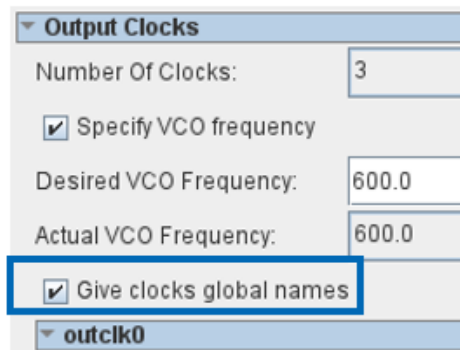 Output Clocks
Number Of Clocks: 3
Specify VCO frequency
Desired VCO Frequency: 600.0
Actual VCO Frequency: 600.0
Give clocks global names
outclk0